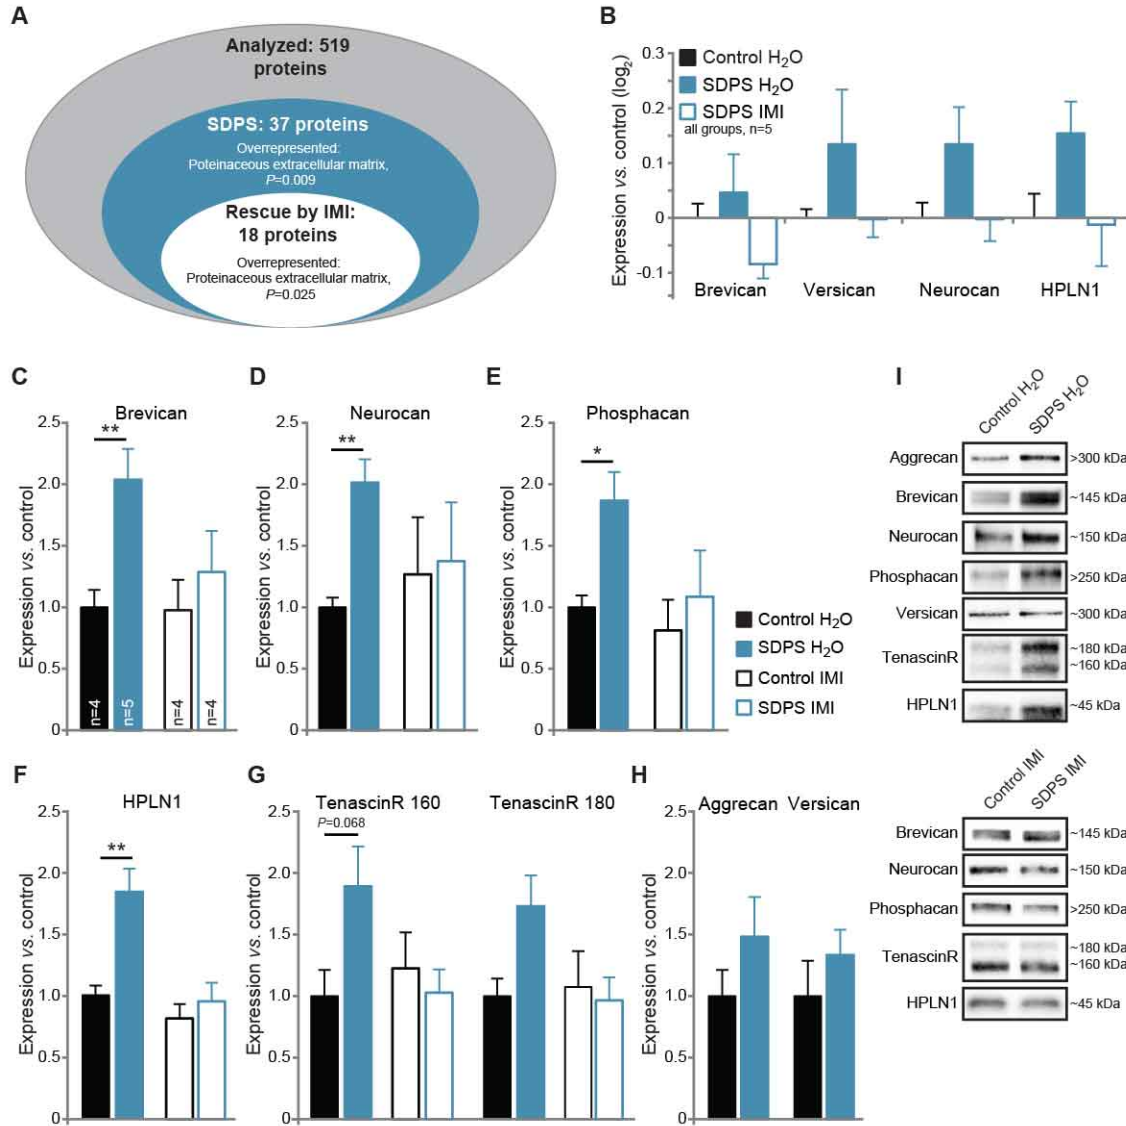 A
Analyzed: 519
proteins
SDPS: 37 proteins
Overrepresented:
Poteinaceous extracellular matrix,
P=0.009
Rescue by IMI:
18 proteins
Overrepresented:
Proteinaceous extracellular matrix,
P=0.025
B
Expression vs. control (log2)
0.3
0.2
0.1
0
-0.1
Control H2O
SDPS H2O
SDPS IMI
all groups, n=5
Brevican Versican Neurocan HPLN1
C
Brevican
Expression vs. control
2.5
2.0
1.5
1.0
0.5
0
**
n=4 n=5 n=4 n=4
D
Neurocan
Expression vs. control
2.5
2.0
1.5
1.0
0.5
0
**
E
Phosphacan
Expression vs. control
2.5
2.0
1.5
1.0
0.5
0
*
Control H2O
SDPS H2O
Control IMI
SDPS IMI
F
HPLN1
Expression vs. control
2.5
2.0
1.5
1.0
0.5
0
**
G
TenascinR 160 TenascinR 180
P=0.068
Expression vs. control
2.5
2.0
1.5
1.0
0.5
0
H
Aggrecan Versican
Expression vs. control
2.5
2.0
1.5
1.0
0.5
0
I
Control H2O SDPS H2O
Aggrecan >300 kDa
Brevican ~145 kDa
Neurocan ~150 kDa
Phosphacan >250 kDa
Versican ~300 kDa
TenascinR ~180 kDa
~160 kDa
HPLN1 ~45 kDa
Control IMI SDPS IMI
Brevican ~145 kDa
Neurocan ~150 kDa
Phosphacan >250 kDa
TenascinR ~180 kDa
~160 kDa
HPLN1 ~45 kDa